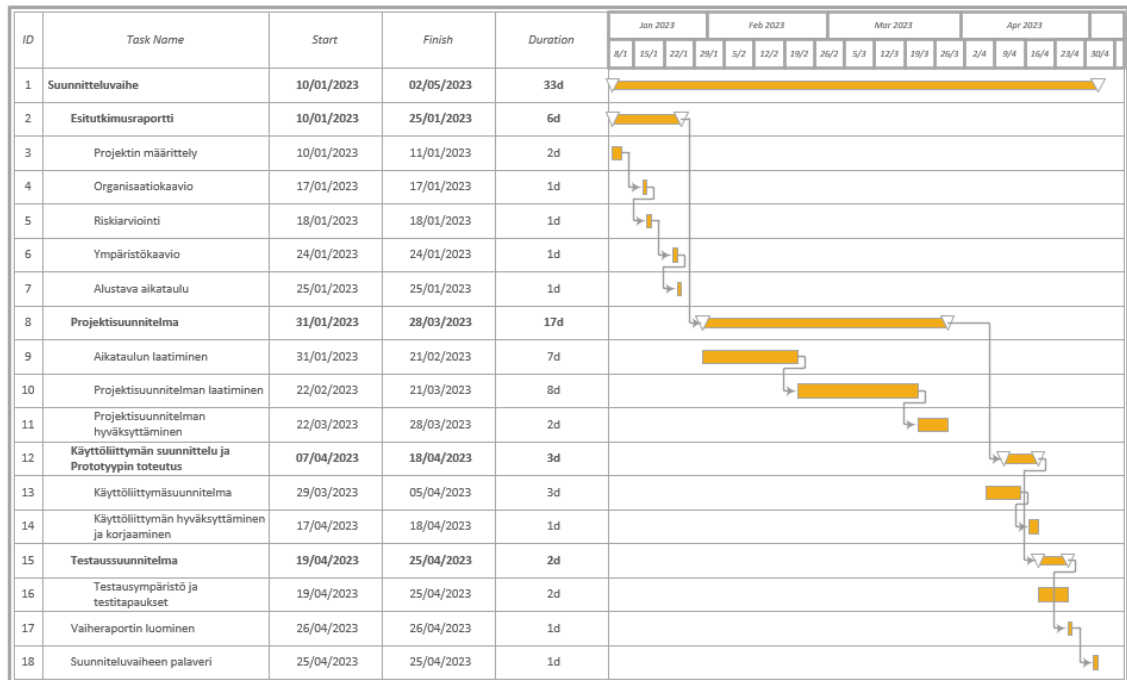 ID Task Name Start Finish Duration Jan 2023 Feb 2023 Mar 2023 Apr 2023
8/1 15/1 22/1 29/1 5/2 12/2 19/2 26/2 5/3 12/3 19/3 26/3 2/4 9/4 16/4 23/4 30/4
1 Suunnitteluvaihe 10/01/2023 02/05/2023 33d
2 Esitutkimusraportti 10/01/2023 25/01/2023 6d
3 Projektin määrittely 10/01/2023 11/01/2023 2d
4 Organisaatiokaavio 17/01/2023 17/01/2023 1d
5 Riskiarviointi 18/01/2023 18/01/2023 1d
6 Ympäristökaavio 24/01/2023 24/01/2023 1d
7 Alustava aikataulu 25/01/2023 25/01/2023 1d
8 Projektisuunnitelma 31/01/2023 28/03/2023 17d
9 Aikataulun laatiminen 31/01/2023 21/02/2023 7d
10 Projektisuunnitelman laatiminen 22/02/2023 21/03/2023 8d
11 Projektisuunnitelman
hyväksyttäminen 22/03/2023 28/03/2023 2d
12 Käyttöliittymän suunnittelu ja
Prototyypin toteutus 07/04/2023 18/04/2023 3d
13 Käyttöliittymäsuunnitelma 29/03/2023 05/04/2023 3d
14 Käyttöliittymän hyväksyttäminen
ja korjaaminen 17/04/2023 18/04/2023 1d
15 Testaussuunnitelma 19/04/2023 25/04/2023 2d
16 Testausympäristö ja
testitapaukset 19/04/2023 25/04/2023 2d
17 Vaiheraportin luominen 26/04/2023 26/04/2023 1d
18 Suunniteluvaiheen palaveri 25/04/2023 25/04/2023 1d